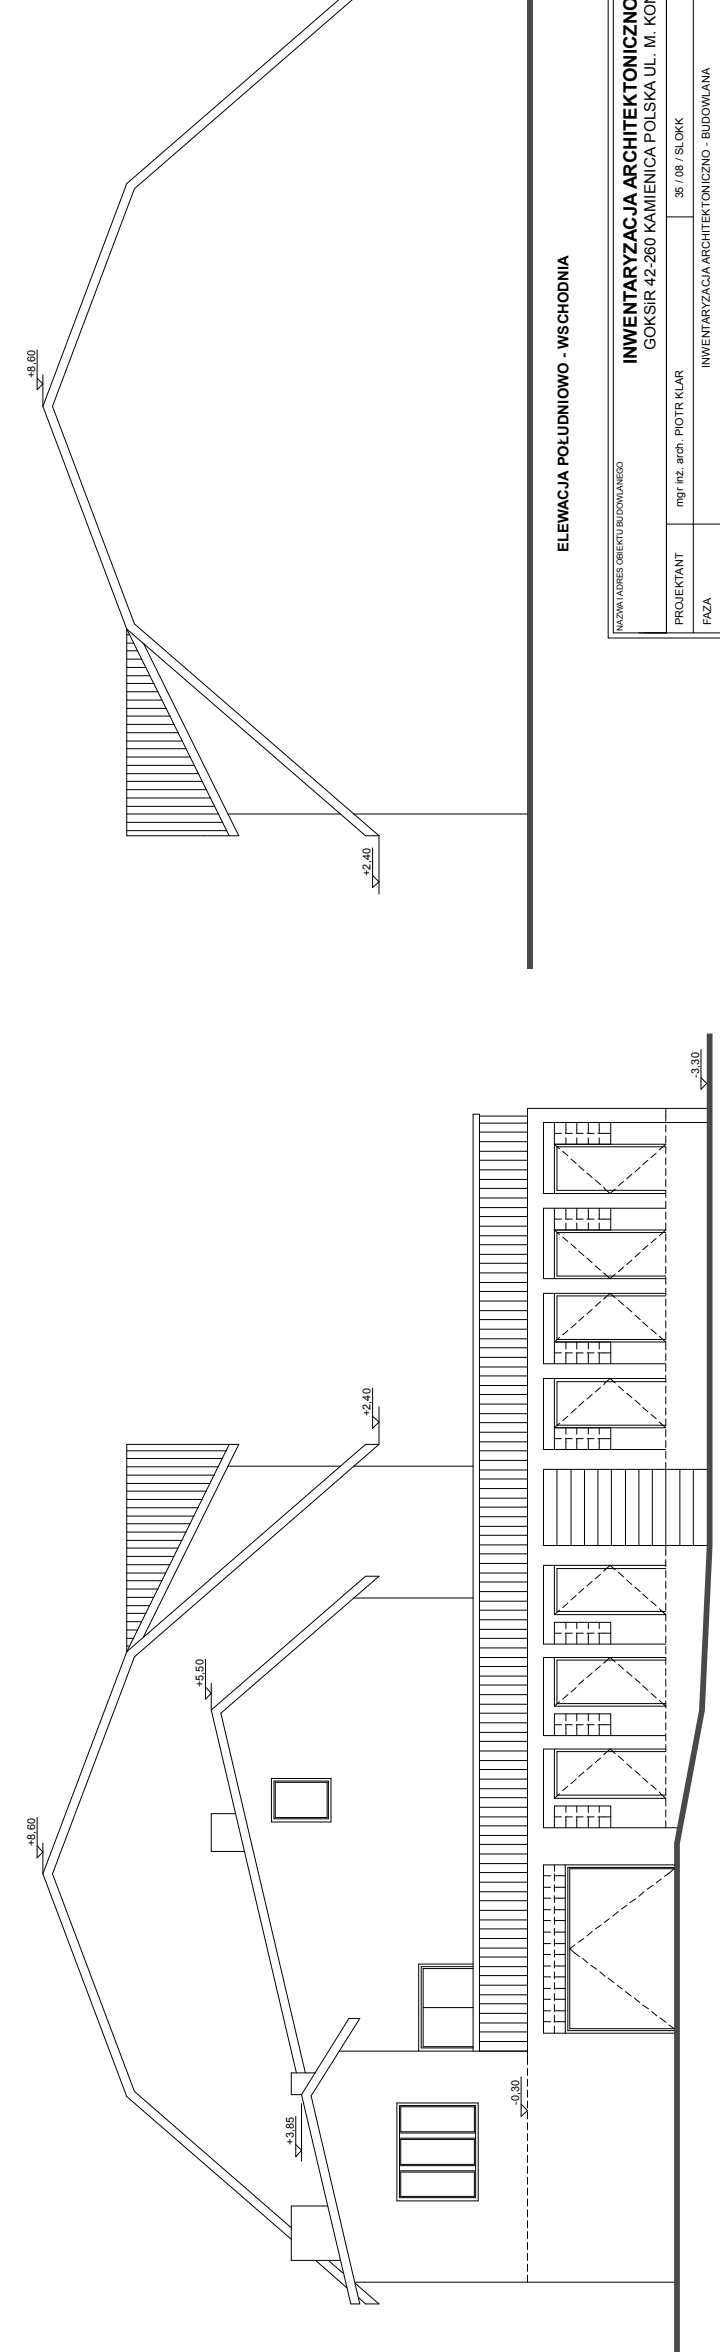 +8,60
+2,40
ELEWACJA POŁUDNIOWO - WSCHODNIA
NAZWA I ADRES OBIEKTU BUDOWLANEGO
INWENTARYZACJA ARCHITEKTONICZNO
GOKSiR 42-260 KAMIENICA POLSKA UL. M. KON
PROJEKTANT mgr inż. arch. PIOTR KLAR 35 / 08 / SLOKK
FAZA INWENTARYZACJA ARCHITEKTONICZNO - BUDOWLANA
-3,30
+2,40
+5,50
+8,60
+3,85
-0,30